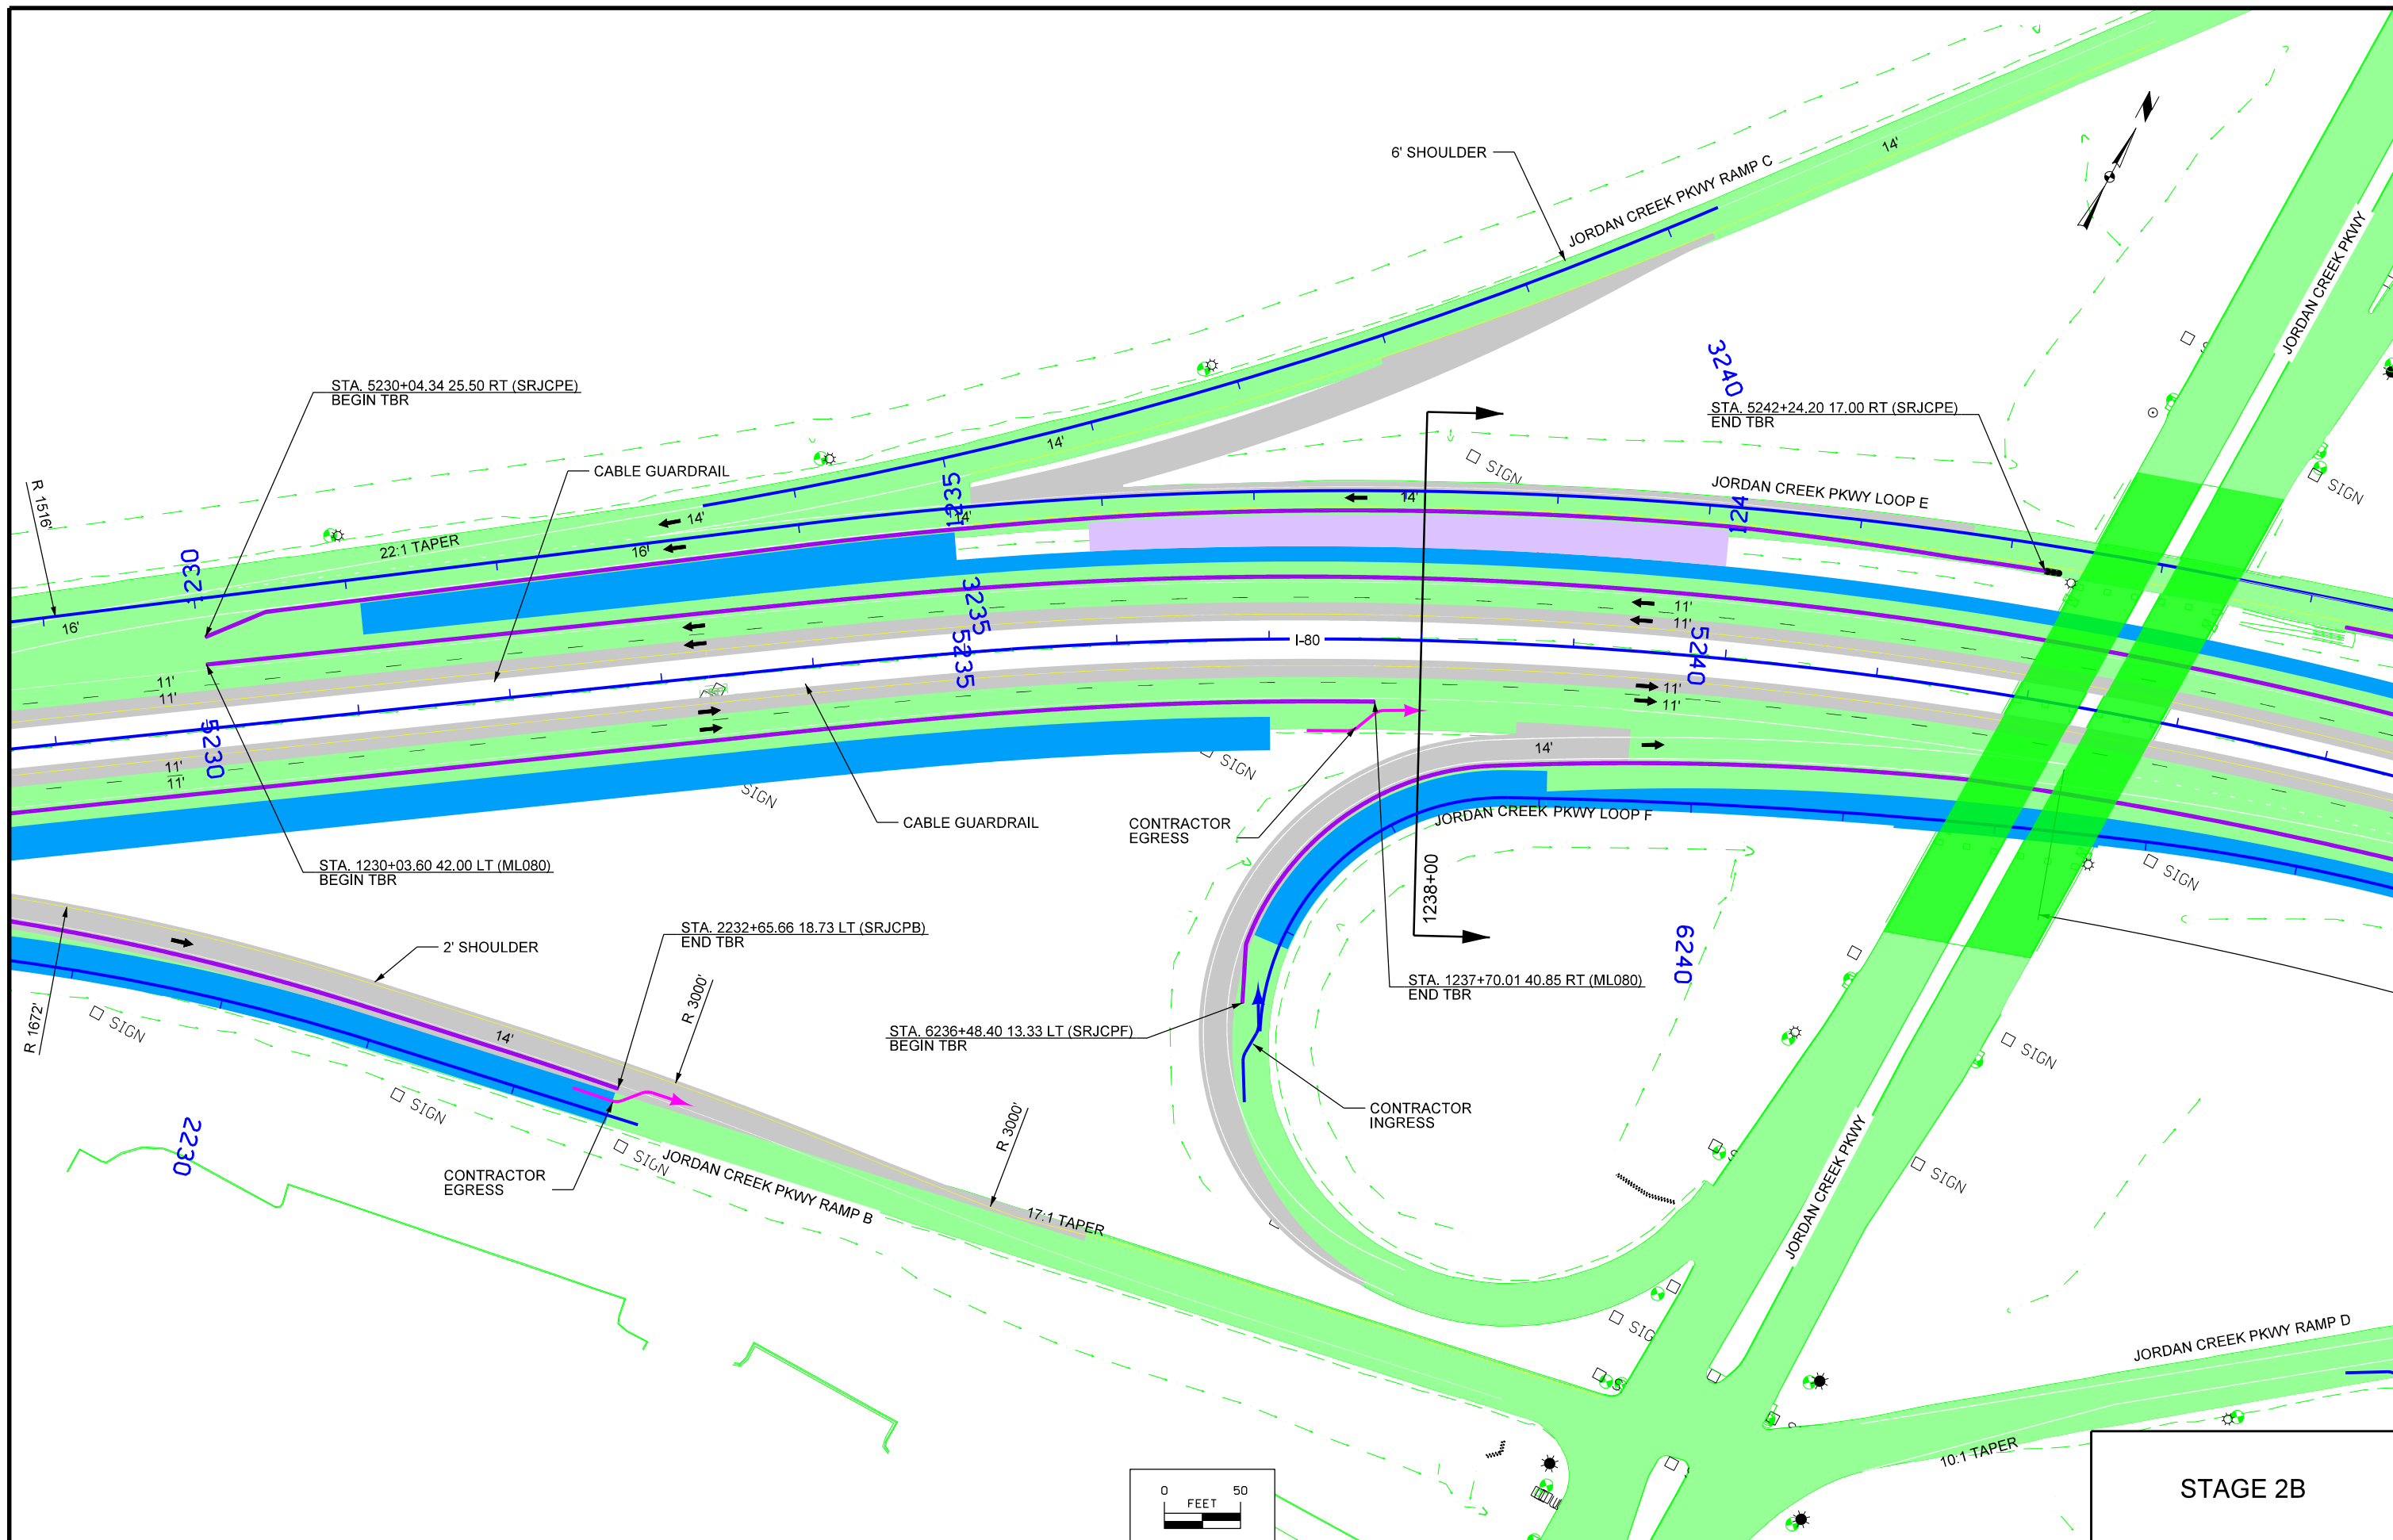 6' SHOULDER
JORDAN CREEK PKWY RAMP C
14'
JORDAN CREEK PKWY
3240
STA. 5230+04.34 25.50 RT (SRJCPE)
BEGIN TBR
STA. 5242+24.20 17.00 RT (SRJCPE)
END TBR
CABLE GUARDRAIL
14'
SIGN
SIGN
R 1516'
1235
JORDAN CREEK PKWY LOOP E
14'
124
14'
14'
22:1 TAPER
16'
1230
16'
3235
11'
11'
5235
I-80
5240
11'
11'
11'
11'
5230
11'
11'
14'
SIGN
SIGN
CABLE GUARDRAIL
CONTRACTOR
EGRESS
JORDAN CREEK PKWY LOOP F
STA. 1230+03.60 42.00 LT (ML080)
BEGIN TBR
1238+00
SIGN
STA. 2232+65.66 18.73 LT (SRJCPB)
END TBR
2' SHOULDER
6240
STA. 1237+70.01 40.85 RT (ML080)
END TBR
R 3000'
R 1672'
SIGN
14'
STA. 6236+48.40 13.33 LT (SRJCPF)
BEGIN TBR
SIGN
SIGN
CONTRACTOR
INGRESS
R 3000'
2230
SIGN
CONTRACTOR
EGRESS
JORDAN CREEK PKWY RAMP B
17:1 TAPER
JORDAN CREEK PKWY
SIGN
SIG
JORDAN CREEK PKWY RAMP D
10:1 TAPER
0 50
FEET
STAGE 2B